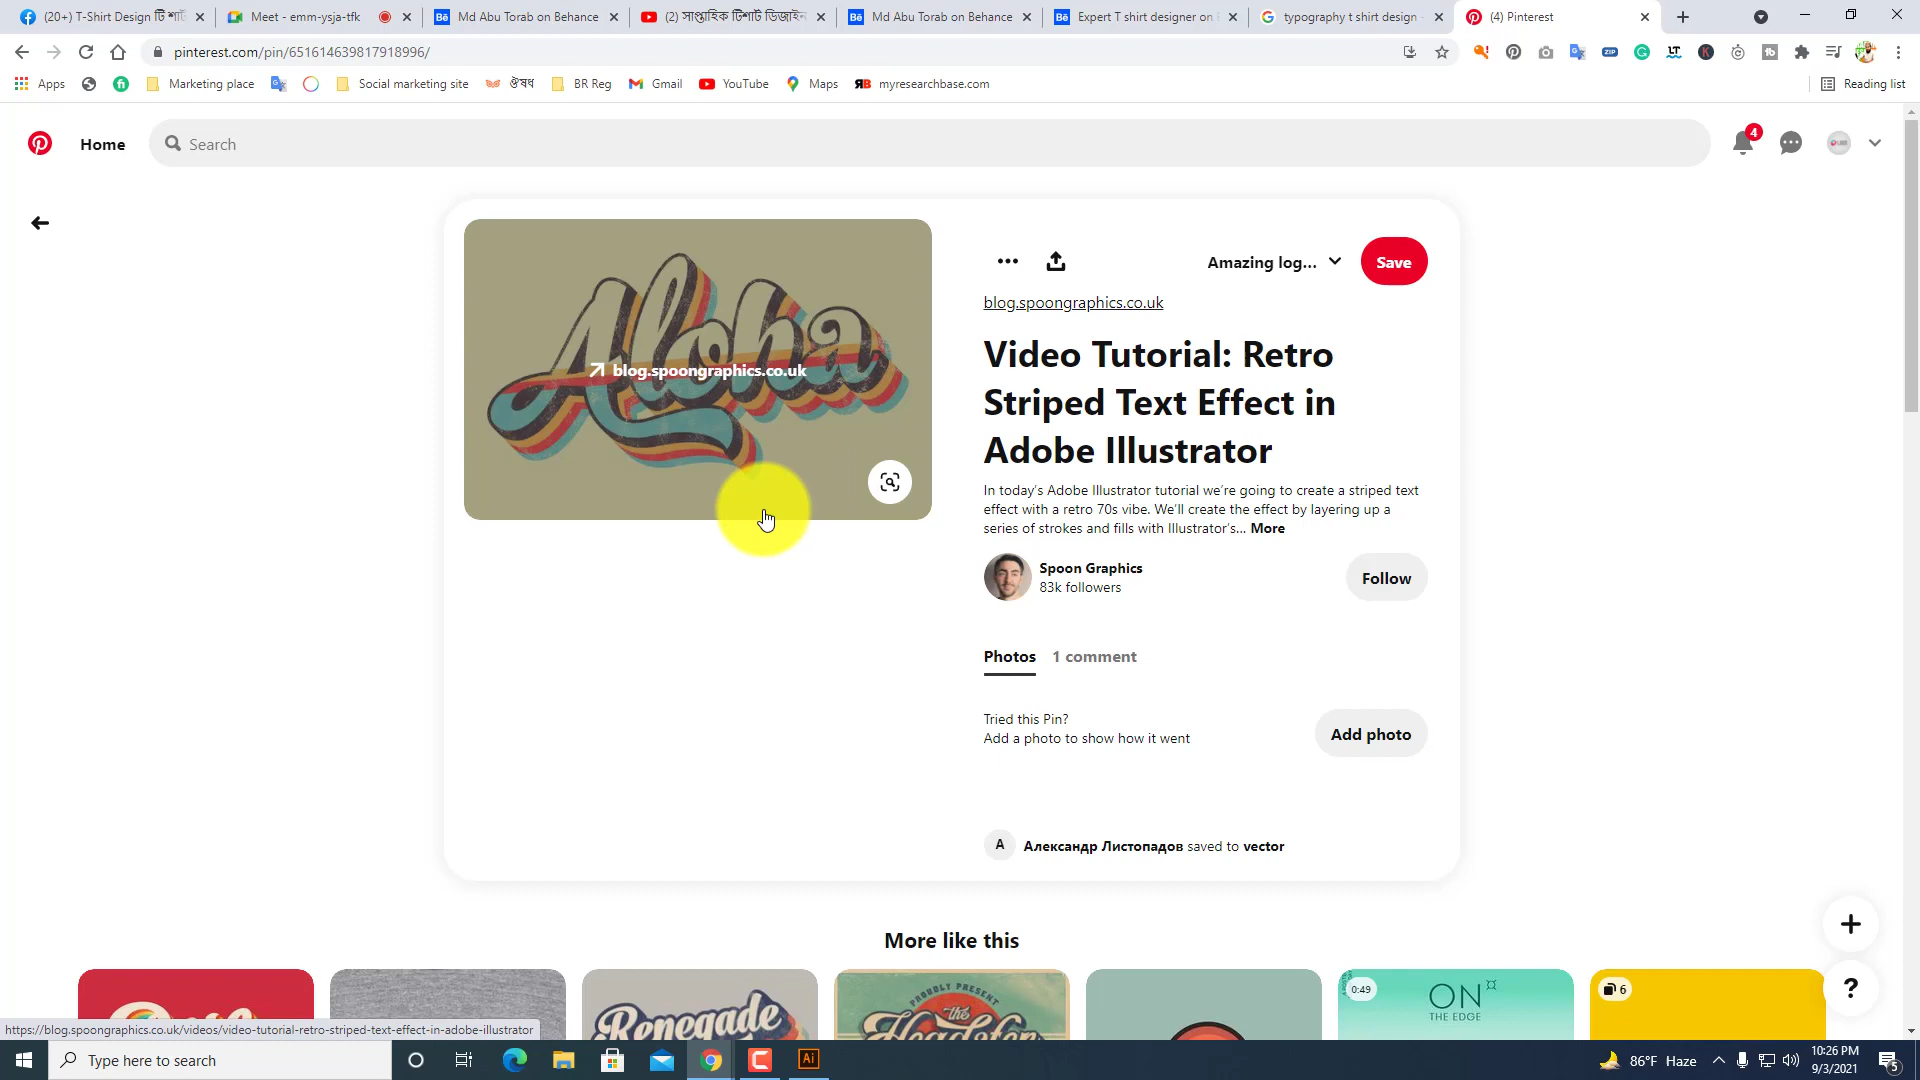 (20+) T-Shirt Design টি শার্ট
Meet - emm-ysja-tfk
Md Abu Torab on Behance
(2) সাপ্তাহিক টিশার্ট ডিজাইন
Md Abu Torab on Behance
Expert T shirt designer on
typography t shirt design -
(4) Pinterest
pinterest.com/pin/651614639817918996/
Apps
Marketing place
Social marketing site
ঔষধ
BR Reg
Gmail
YouTube
Maps
myresearchbase.com
Reading list
Home
Search
4
Aloha
blog.spoongraphics.co.uk
Amazing log...
Save
blog.spoongraphics.co.uk
Video Tutorial: Retro
Striped Text Effect in
Adobe Illustrator
In today's Adobe Illustrator tutorial we're going to create a striped text
effect with a retro 70s vibe. We'll create the effect by layering up a
series of strokes and fills with Illustrator's... More
Spoon Graphics
83k followers
Follow
Photos
1 comment
Tried this Pin?
Add a photo to show how it went
Add photo
A
Александр Листопадов saved to vector
More like this
Renegade
PROUDLY PRESENT
the
0:49
ON
THE EDGE
6
?
https://blog.spoongraphics.co.uk/videos/video-tutorial-retro-striped-text-effect-in-adobe-illustrator
Type here to search
Ai
86°F Haze
10:26 PM
9/3/2021
5